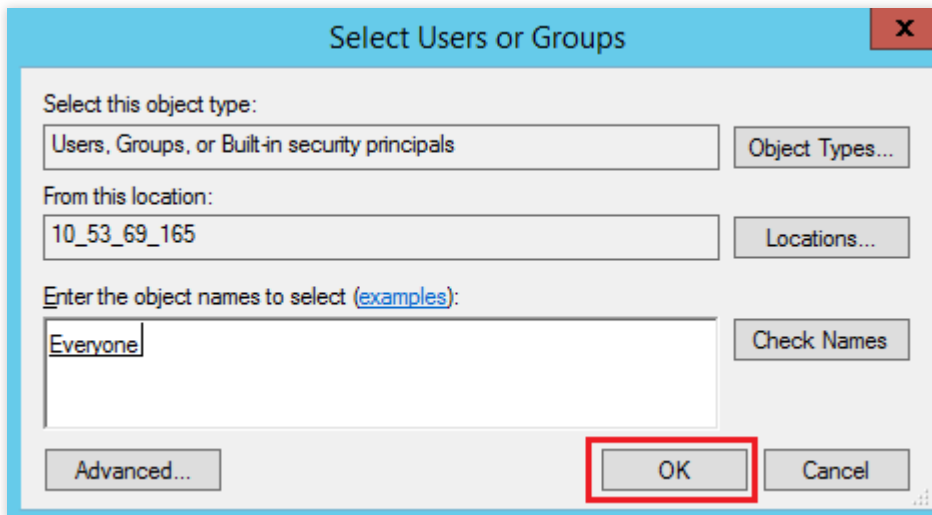 Select Users or Groups
x
Select this object type:
Users, Groups, or Built-in security principals
Object Types...
From this location:
10_53_69_165
Locations...
Enter the object names to select (examples):
Everyone
Check Names
Advanced...
OK
Cancel